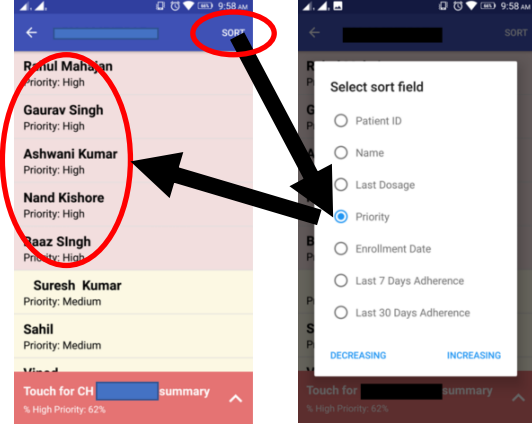 9:58 AM
SORT
Rahul Mahajan
Priority: High
Gaurav Singh
Priority: High
Ashwani Kumar
Priority: High
Nand Kishore
Priority: High
Baaz SIngh
Priority: High
Suresh Kumar
Priority: Medium
Sahil
Priority: Medium
Vinod
Touch for CH summary
% High Priority: 62%
9:58 AM
SORT
Select sort field
Patient ID
Name
Last Dosage
Priority
Enrollment Date
Last 7 Days Adherence
Last 30 Days Adherence
DECREASING
INCREASING
Touch for summary
% High Priority: 62%